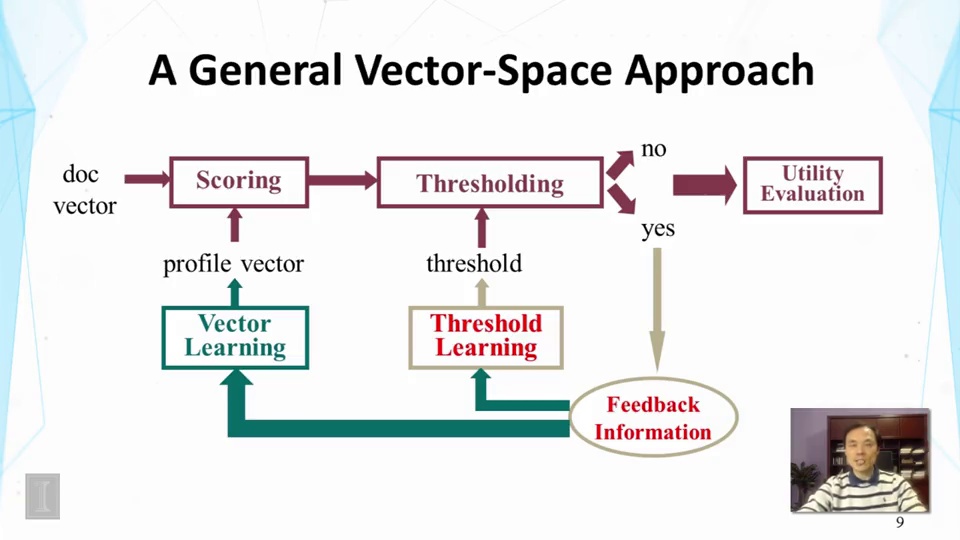 A General Vector-Space Approach
doc
vector
Scoring
Thresholding
no
yes
Utility
Evaluation
profile vector
threshold
Vector
Learning
Threshold
Learning
Feedback
Information
I
9